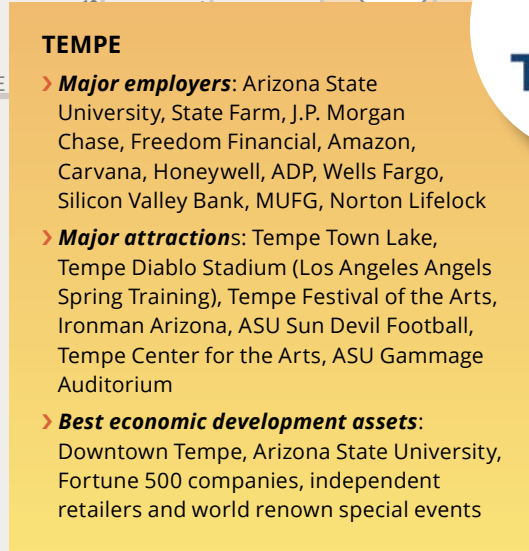 TEMPE
› Major employers: Arizona State
University, State Farm, J.P. Morgan
Chase, Freedom Financial, Amazon,
Carvana, Honeywell, ADP, Wells Fargo,
Silicon Valley Bank, MUFG, Norton Lifelock
› Major attractions: Tempe Town Lake,
Tempe Diablo Stadium (Los Angeles Angels
Spring Training), Tempe Festival of the Arts,
Ironman Arizona, ASU Sun Devil Football,
Tempe Center for the Arts, ASU Gammage
Auditorium
› Best economic development assets:
Downtown Tempe, Arizona State University,
Fortune 500 companies, independent
retailers and world renown special events